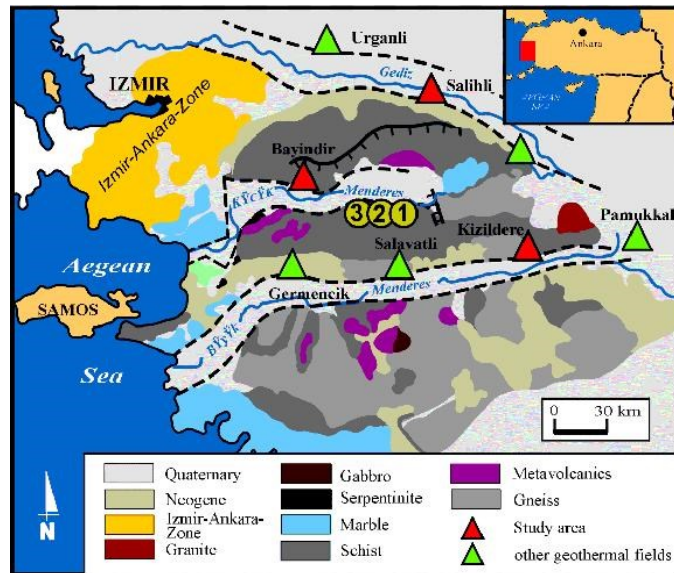 Urganli
Ankara
IZMIR
Gediz
Salihli
Izmir-Ankara-Zone
Bayindir
KŸcŸk
Menderes
3 2 1
Pamukkal
Kizildere
Aegean
Salavatli
SAMOS
Germencik
Menderes
BŸyŸk
Sea
0 30 km
Quaternary
Gabbro
Metavolcanics
Neogene
Serpentinite
Gneiss
Izmir-Ankara-
Zone
Marble
Study area
Granite
Schist
other geothermal fields
N